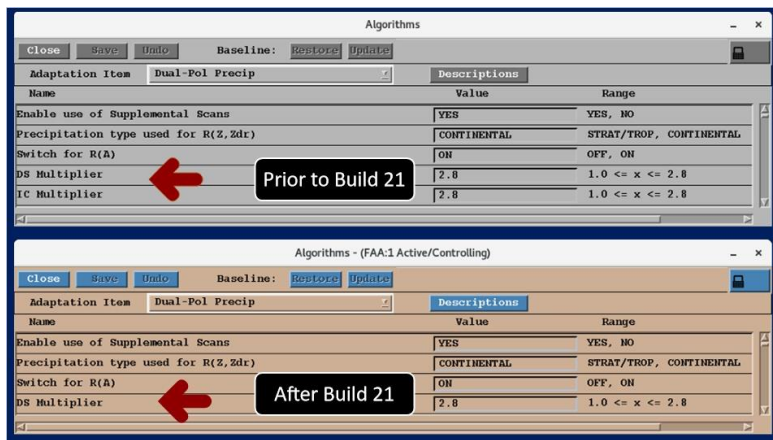 Algorithms
Close Save Undo Baseline: Restore Update
Adaptation Item Dual-Pol Precip Descriptions
Name Value Range
Enable use of Supplemental Scans YES YES, NO
Precipitation type used for R(Z,Zdr) CONTINENTAL STRAT/TROP, CONTINENTAL
Switch for R(A) ON OFF, ON
DS Multiplier 2.8 1.0 <= x <= 2.8
IC Multiplier 2.8 1.0 <= x <= 2.8
Prior to Build 21
Algorithms - (FAA:1 Active/Controlling)
Close Save Undo Baseline: Restore Update
Adaptation Item Dual-Pol Precip Descriptions
Name Value Range
Enable use of Supplemental Scans YES YES, NO
Precipitation type used for R(Z,Zdr) CONTINENTAL STRAT/TROP, CONTINENTAL
Switch for R(A) ON OFF, ON
DS Multiplier 2.8 1.0 <= x <= 2.8
After Build 21